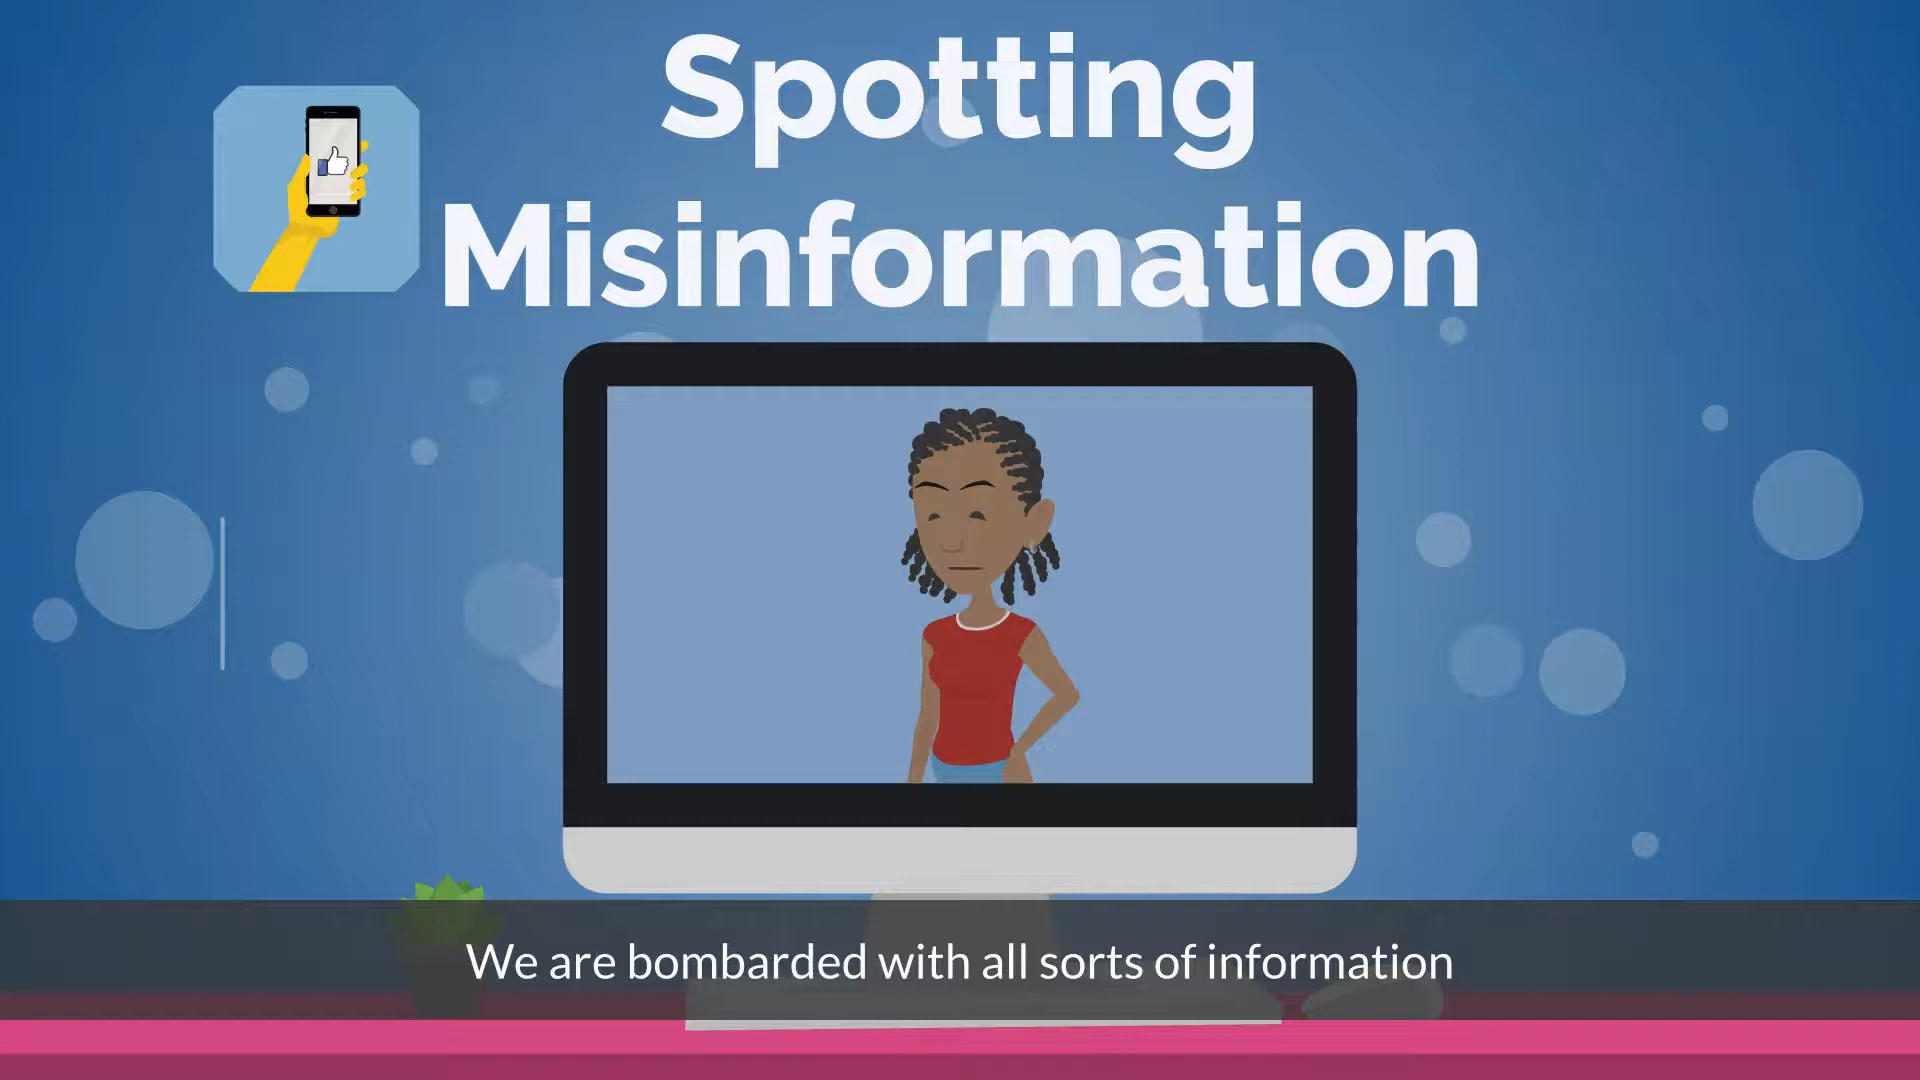 Spotting
Misinformation
We are bombarded with all sorts of information